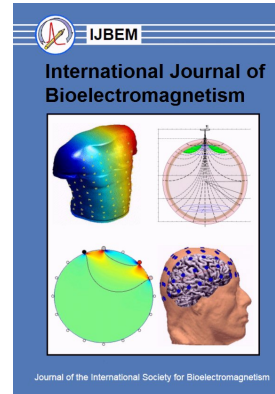 IJBEM
International Journal of
Bioelectromagnetism
Journal of the International Society for Bioelectromagnetism